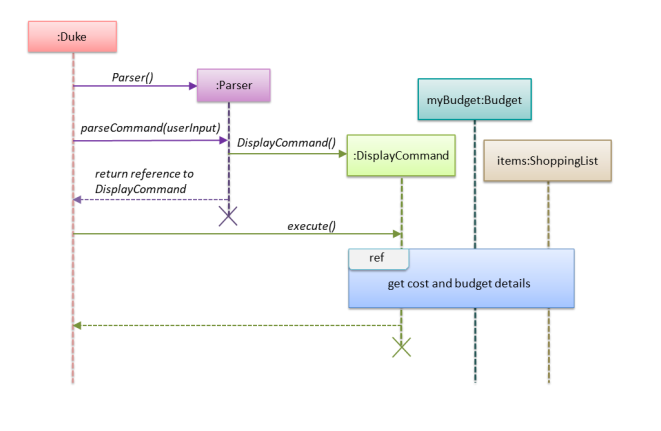 :Duke
Parser()
:Parser
myBudget:Budget
parseCommand(userInput)
DisplayCommand()
:DisplayCommand
items:ShoppingList
return reference to
DisplayCommand
execute()
ref
get cost and budget details